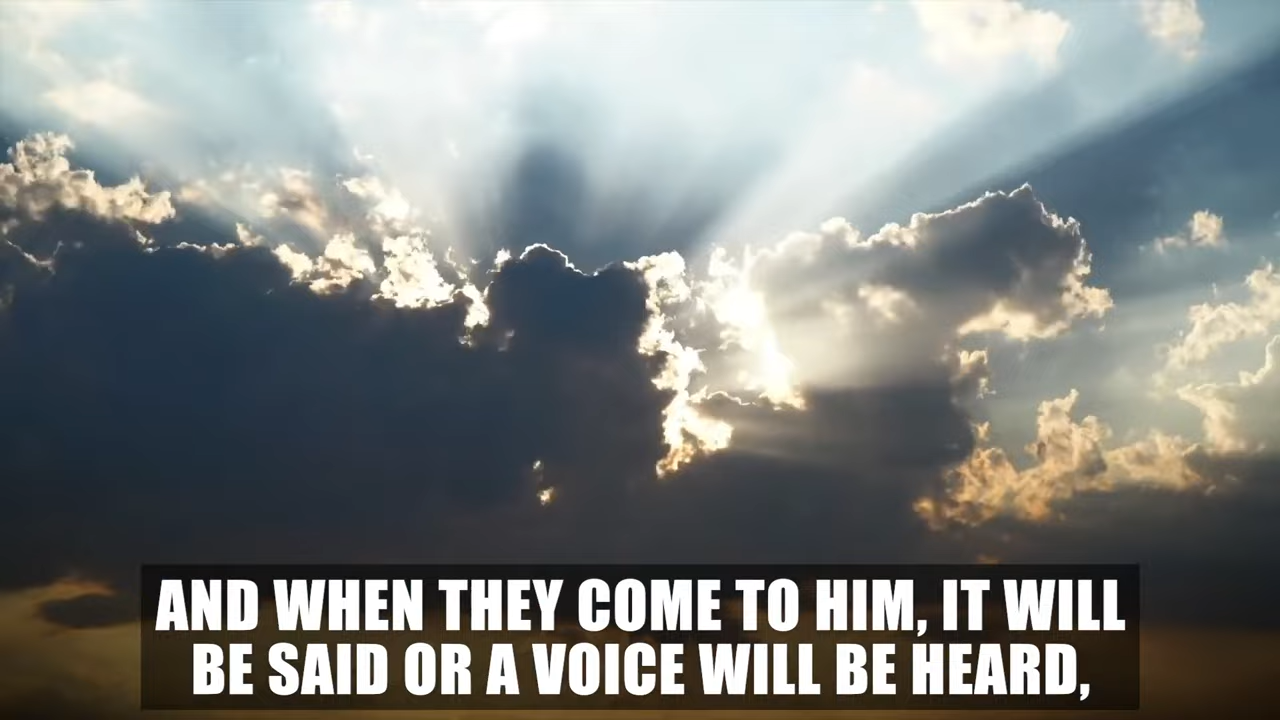 AND WHEN THEY COME TO HIM, IT WILL
BE SAID OR A VOICE WILL BE HEARD,